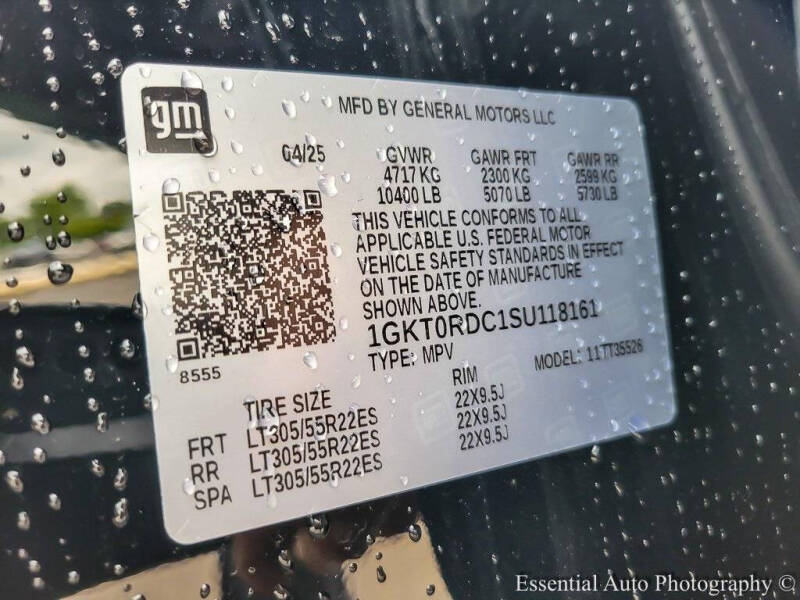 gm
MFD BY GENERAL MOTORS LLC
04/25 GVWR GAWR FRT GAWR RR
4717 KG 2300 KG 2599 KG
10400 LB 5070 LB 5730 LB
THIS VEHICLE CONFORMS TO ALL
APPLICABLE U.S. FEDERAL MOTOR
VEHICLE SAFETY STANDARDS IN EFFECT
ON THE DATE OF MANUFACTURE
SHOWN ABOVE.
1GKT0RDC1SU118161
TYPE: MPV MODEL: 11TT35526
8555
TIRE SIZE RIM
FRT LT305/55R22ES 22X9.5J
RR LT305/55R22ES 22X9.5J
SPA LT305/55R22ES 22X9.5J
Essential Auto Photography ©